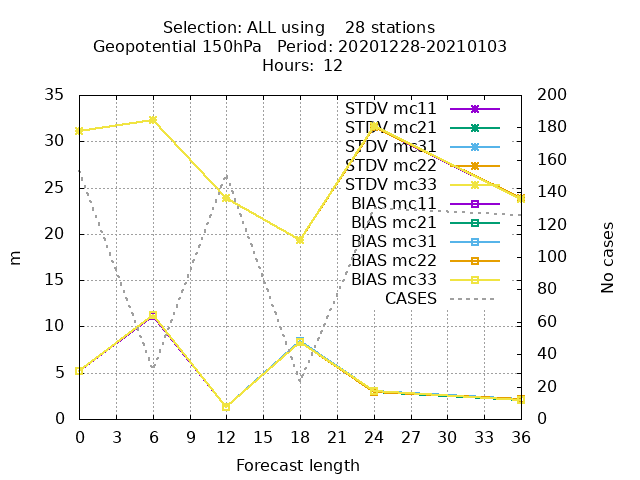 Selection: ALL using    28 stations
Geopotential 150hPa   Period: 20201228-20210103
Hours:  12
35
30
25
20
15
10
5
0
m
200
180
160
140
120
100
80
60
40
20
0
No cases
STDV mc11
STDV mc21
STDV mc31
STDV mc22
STDV mc33
BIAS mc11
BIAS mc21
BIAS mc31
BIAS mc22
BIAS mc33
CASES
0 3 6 9 12 15 18 21 24 27 30 33 36
Forecast length